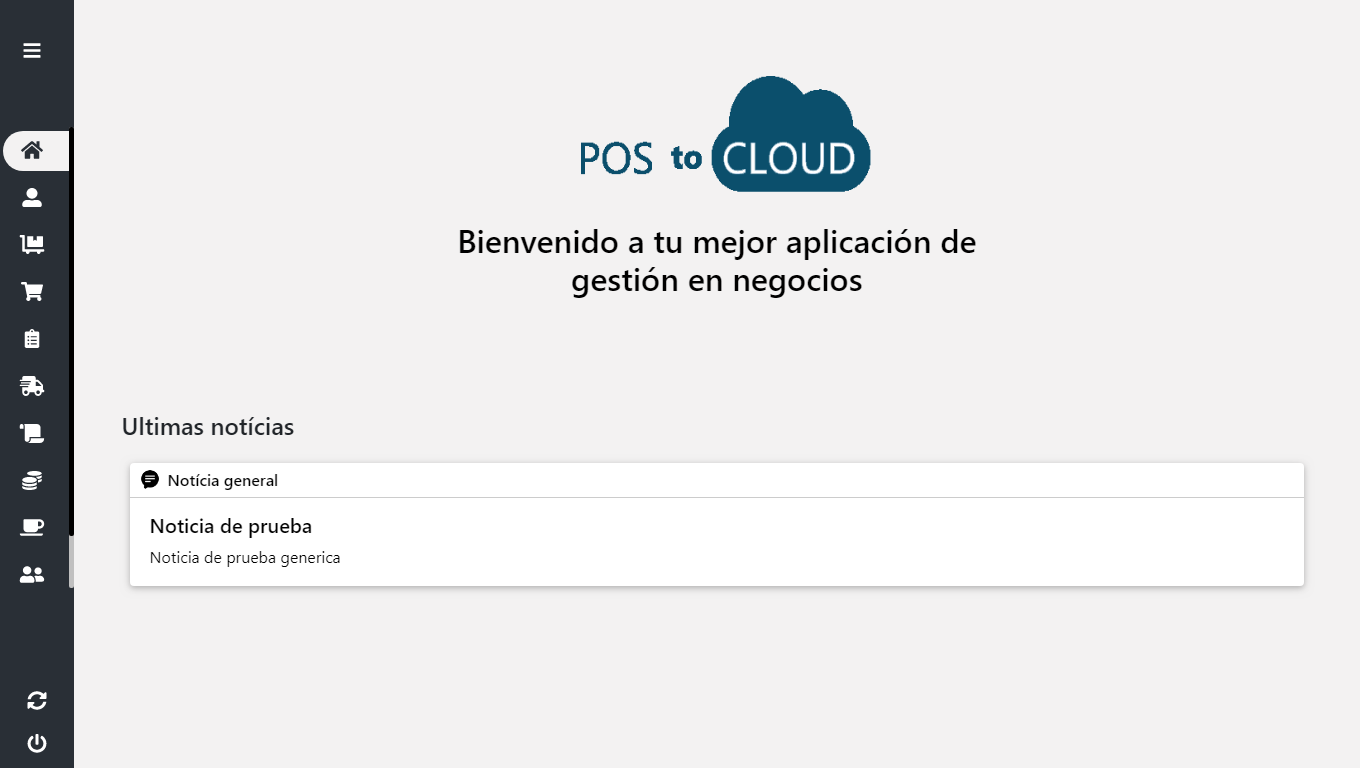 POS to CLOUD
Bienvenido a tu mejor aplicación de
gestión en negocios
Ultimas notícias
Notícia general
Noticia de prueba
Noticia de prueba generica